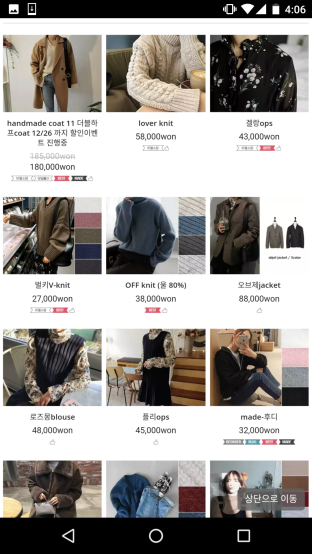 4:06
handmade coat 11 더블하
프coat 12/26 까지 할인이벤
트 진행중
185,000won
180,000won
lover knit
58,000won
겔랑ops
43,000won
벌키V-knit
27,000won
OFF knit (울 80%)
38,000won
오브제jacket
88,000won
로즈몽blouse
48,000won
플리ops
45,000won
made-후디
32,000won
상단으로 이동